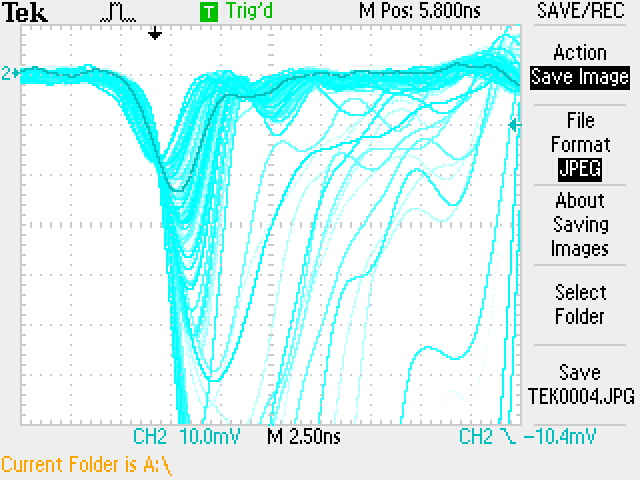 Tek T Trig'd M Pos: 5.800ns SAVE/REC
Action
Save Image
2
File
Format
JPEG
About
Saving
Images
Select
Folder
Save
TEK0004.JPG
CH2 10.0mV M 2.50ns CH2 \ -10.4mV
Current Folder is A:\